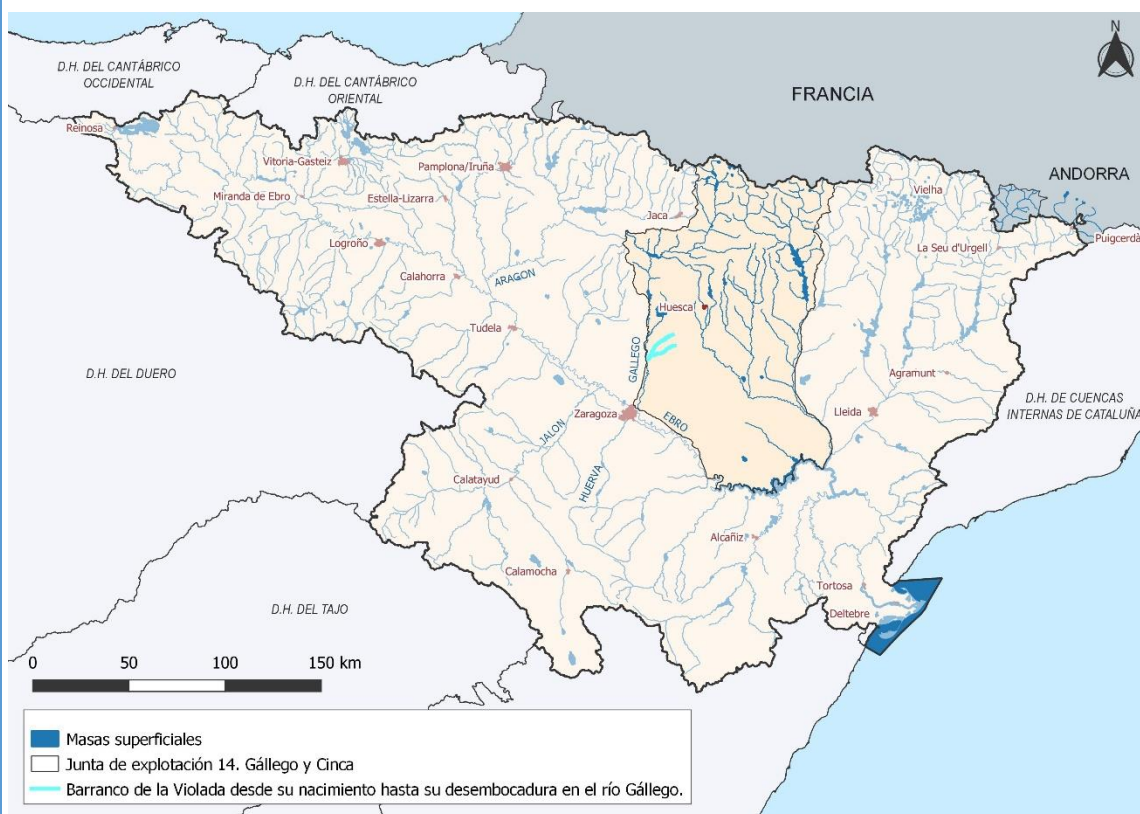 N
D.H. DEL CANTÁBRICO
OCCIDENTAL
D.H. DEL CANTÁBRICO
ORIENTAL
FRANCIA
ANDORRA
Reinosa
Vitoria-Gasteiz
Pamplona/Iruña
Vielha
Miranda de Ebro
Estella-Lizarra
Jaca
Puigcerdà
La Seu d'Urgell
Logroño
Calahorra
ARAGON
Huesca
Tudela
GALLEGO
D.H. DEL DUERO
Agramunt
D.H. DE CUENCAS
INTERNAS DE CATALUÑA
Zaragoza
EBRO
Lleida
JALON
HUERVA
Calatayud
Alcañiz
Calamocha
Tortosa
Deltebre
D.H. DEL TAJO
0 50 100 150 km
Masas superficiales
Junta de explotación 14. Gállego y Cinca
Barranco de la Violada desde su nacimiento hasta su desembocadura en el río Gállego.